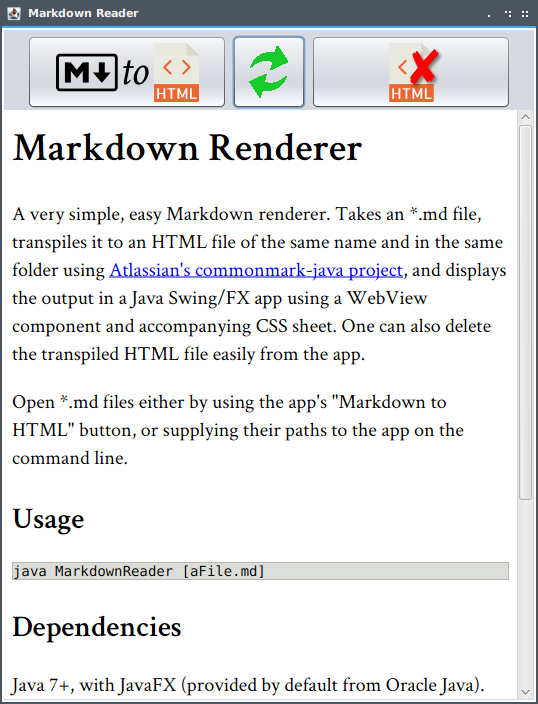 Markdown Reader
M to HTML
HTML
Markdown Renderer
A very simple, easy Markdown renderer. Takes an *.md file,
transpiles it to an HTML file of the same name and in the same
folder using Atlassian's commonmark-java project, and displays
the output in a Java Swing/FX app using a WebView
component and accompanying CSS sheet. One can also delete
the transpiled HTML file easily from the app.
Open *.md files either by using the app's "Markdown to
HTML" button, or supplying their paths to the app on the
command line.
Usage
java MarkdownReader [aFile.md]
Dependencies
Java 7+, with JavaFX (provided by default from Oracle Java).